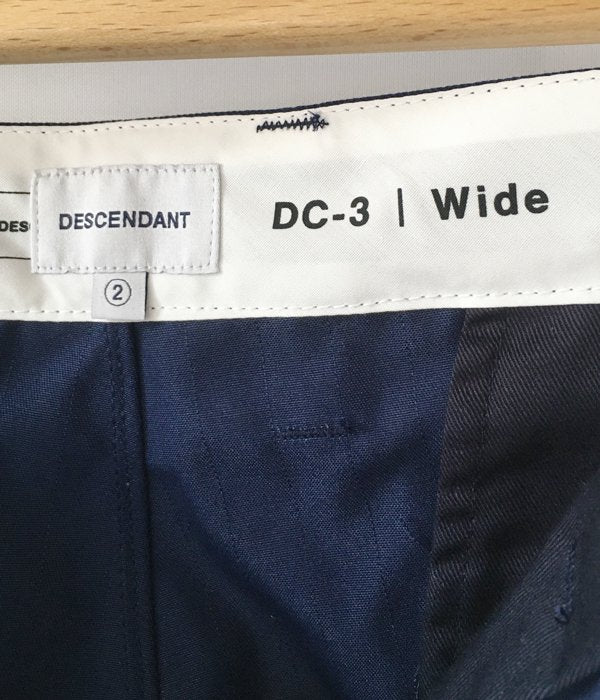 DES
DESCENDANT
DC-3 | Wide
2